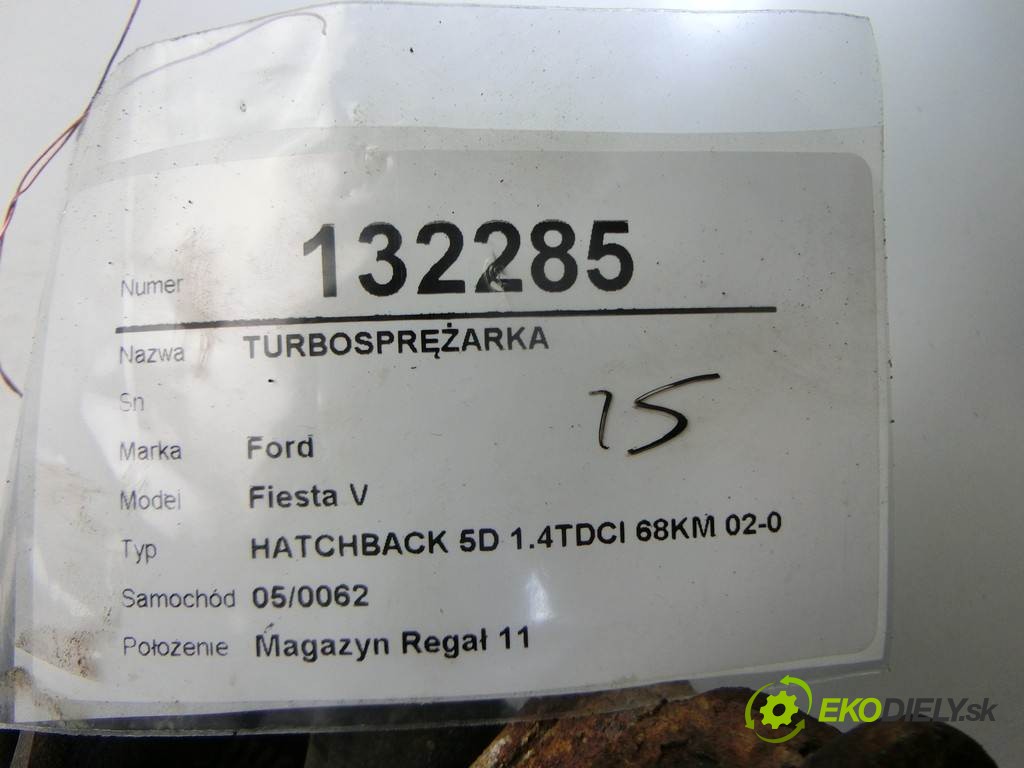 Numer 132285
Nazwa TURBOSPRĘŻARKA
Sn
15
Marka Ford
Model Fiesta V
Typ HATCHBACK 5D 1.4TDCI 68KM 02-0
Samochód 05/0062
Położenie Magazyn Regał 11
EKODIELY.sk